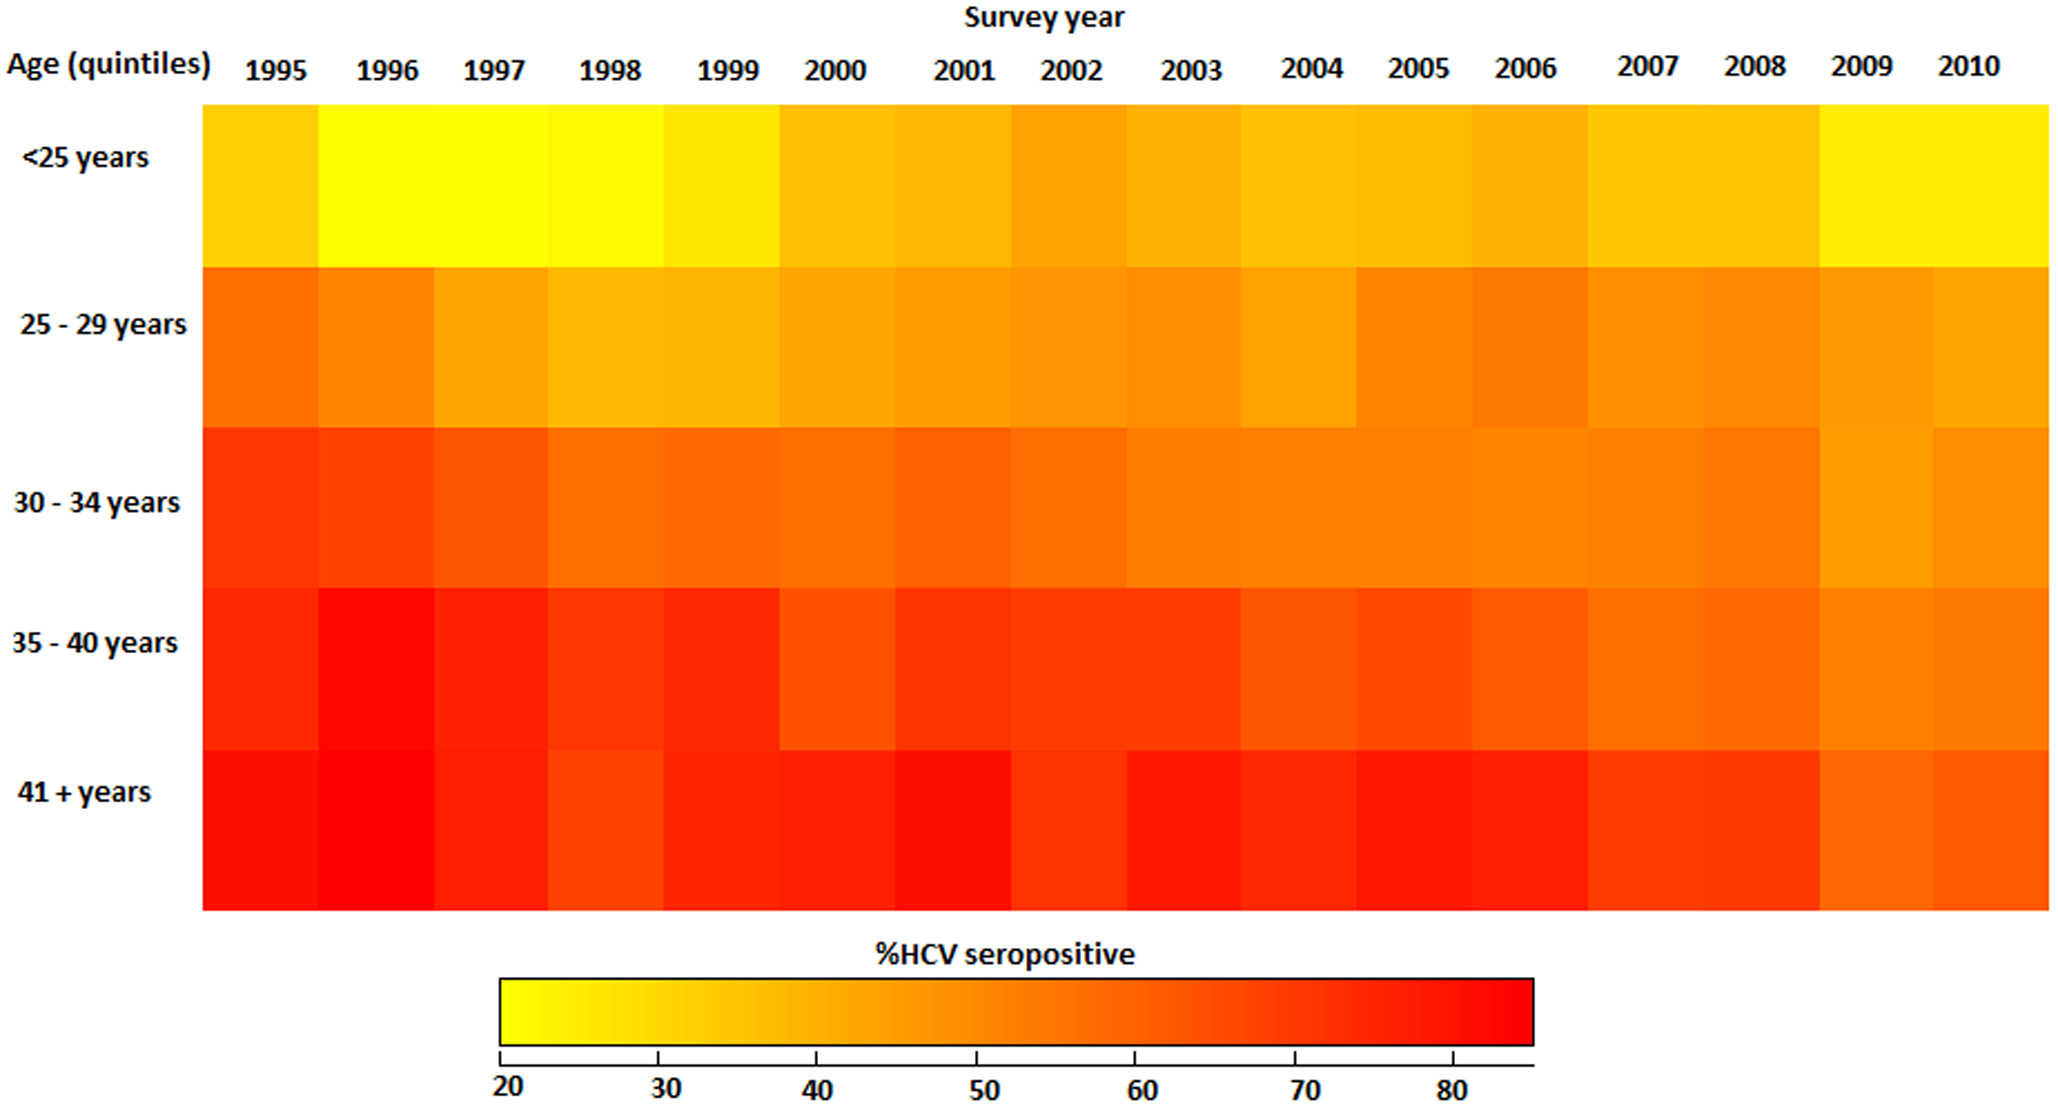 Survey year
Age (quintiles) 1995 1996 1997 1998 1999 2000 2001 2002 2003 2004 2005 2006 2007 2008 2009 2010
<25 years
25 - 29 years
30 - 34 years
35 - 40 years
41 + years
%HCV seropositive
20 30 40 50 60 70 80